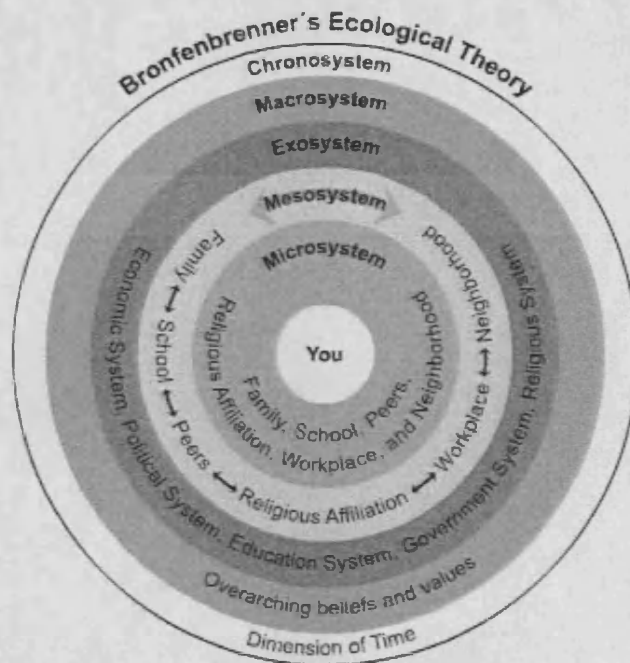 Bronfenbrenner´s Ecological Theory
Chronosystem
Macrosystem
Exosystem
Mesosystem
Microsystem
You
Family, School, Peers,
Religious Affiliation, Workplace, and Neighborhood
Family ↔ School ↔ Peers ↔ Religious Affiliation ↔ Workplace ↔ Neighborhood
Economic System, Political System, Education System, Government System, Religious System
Overarching beliefs and values
Dimension of Time